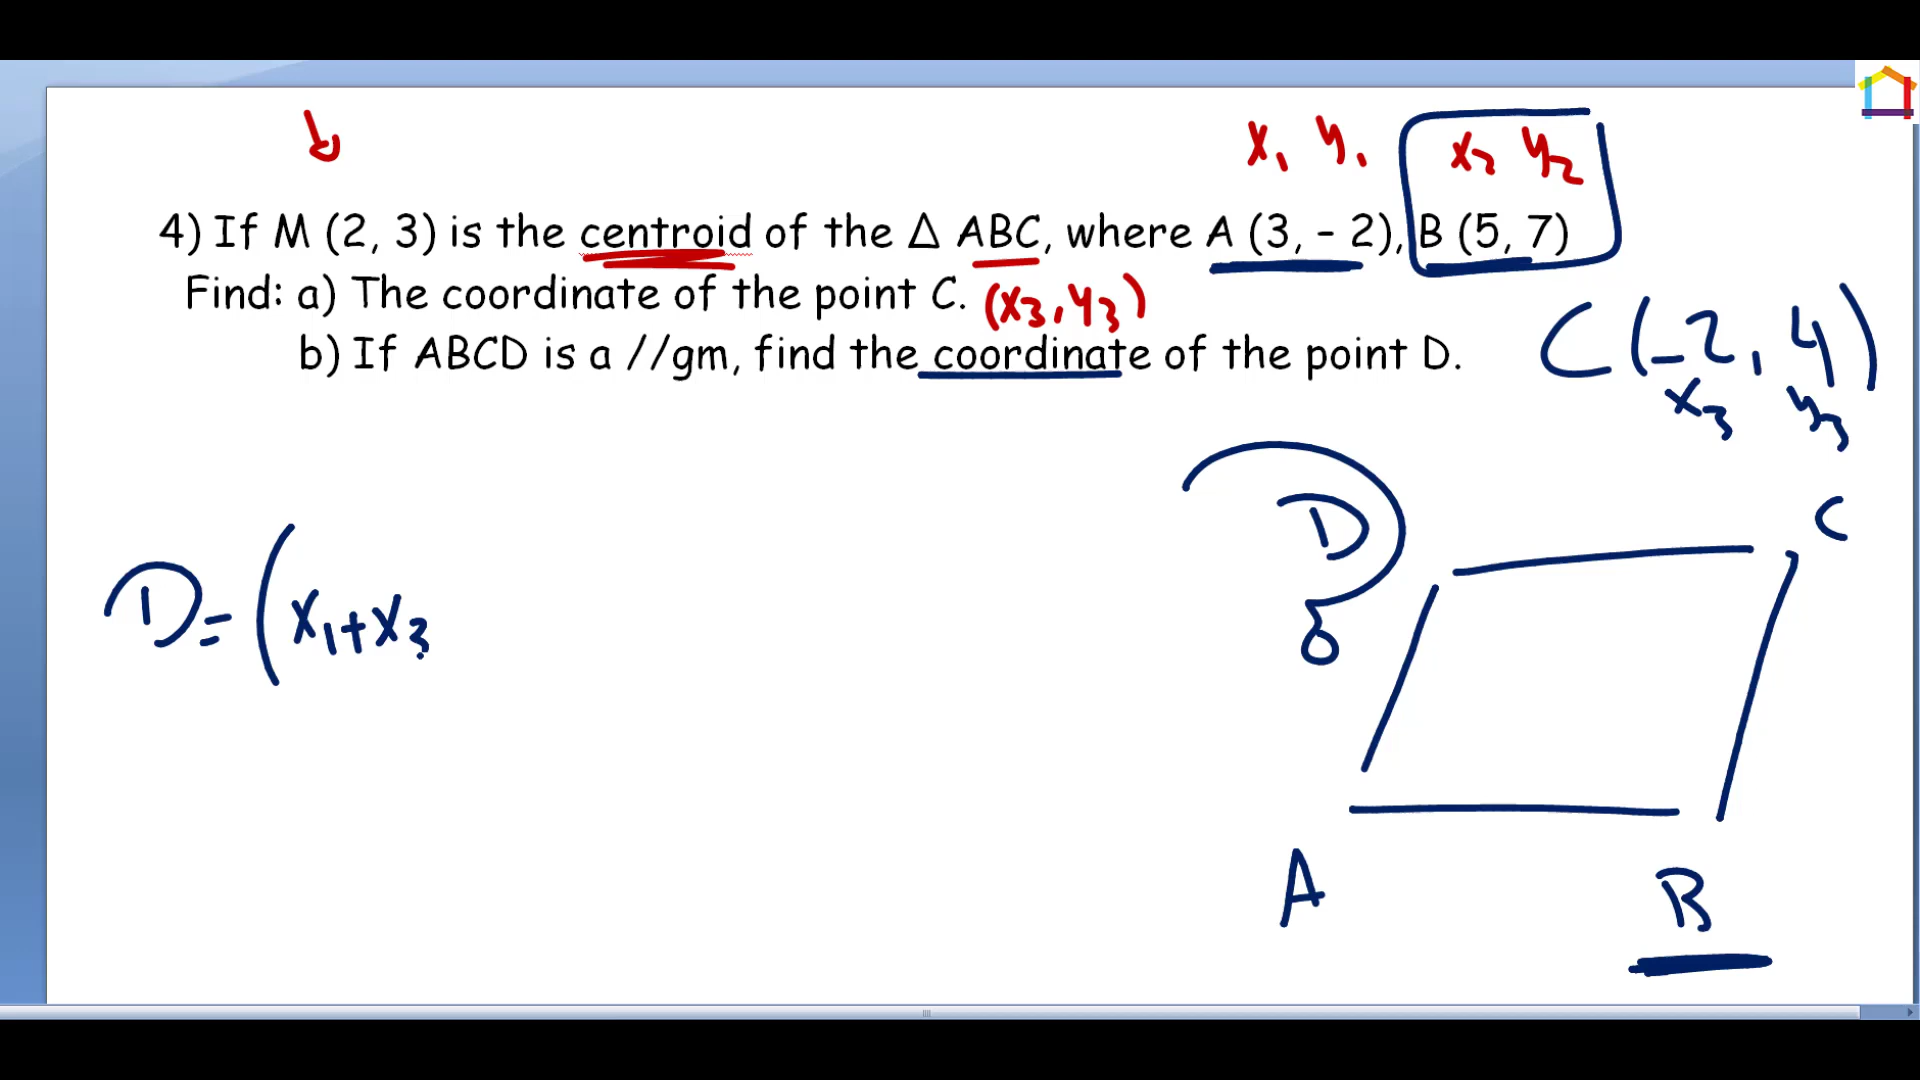 x₁ y₁ x₂ y₂
4) If M (2, 3) is the centroid of the Δ ABC, where A (3, - 2), B (5, 7)
Find: a) The coordinate of the point C. (x₃, y₃)
b) If ABCD is a //gm, find the coordinate of the point D.
C(-2, 4)
x₃ y₃
D C
D = (x₁+x₃
A B